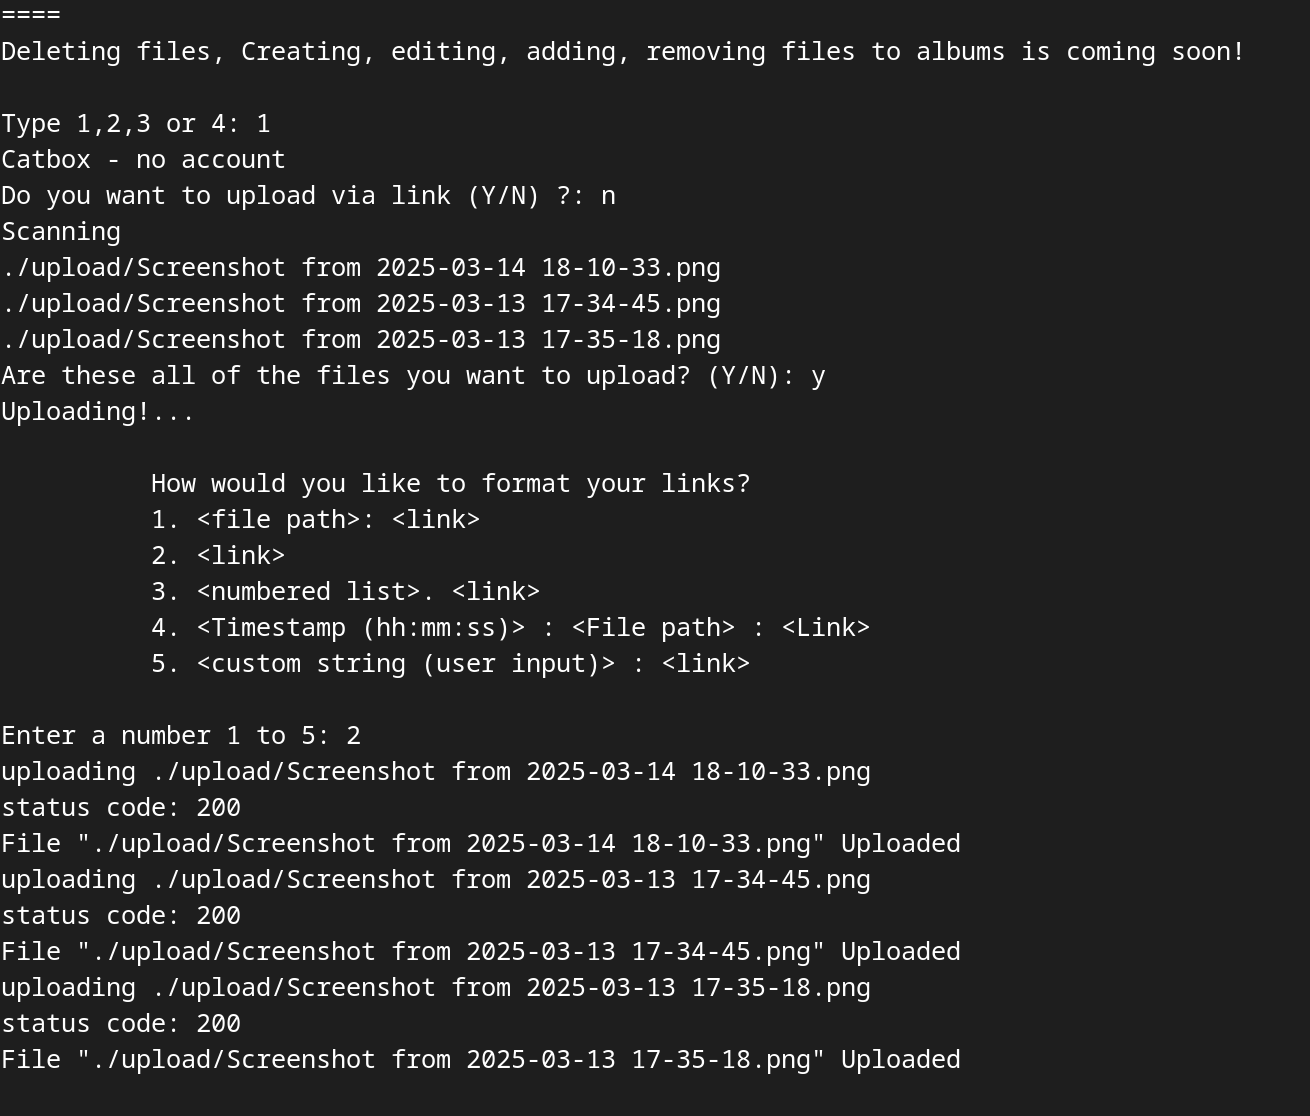 ====
Deleting files, Creating, editing, adding, removing files to albums is coming soon!
Type 1,2,3 or 4: 1
Catbox - no account
Do you want to upload via link (Y/N) ?: n
Scanning
./upload/Screenshot from 2025-03-14 18-10-33.png
./upload/Screenshot from 2025-03-13 17-34-45.png
./upload/Screenshot from 2025-03-13 17-35-18.png
Are these all of the files you want to upload? (Y/N): y
Uploading!...
How would you like to format your links?
1. <file path>: <link>
2. <link>
3. <numbered list>. <link>
4. <Timestamp (hh:mm:ss)> : <File path> : <Link>
5. <custom string (user input)> : <link>
Enter a number 1 to 5: 2
uploading ./upload/Screenshot from 2025-03-14 18-10-33.png
status code: 200
File "./upload/Screenshot from 2025-03-14 18-10-33.png" Uploaded
uploading ./upload/Screenshot from 2025-03-13 17-34-45.png
status code: 200
File "./upload/Screenshot from 2025-03-13 17-34-45.png" Uploaded
uploading ./upload/Screenshot from 2025-03-13 17-35-18.png
status code: 200
File "./upload/Screenshot from 2025-03-13 17-35-18.png" Uploaded